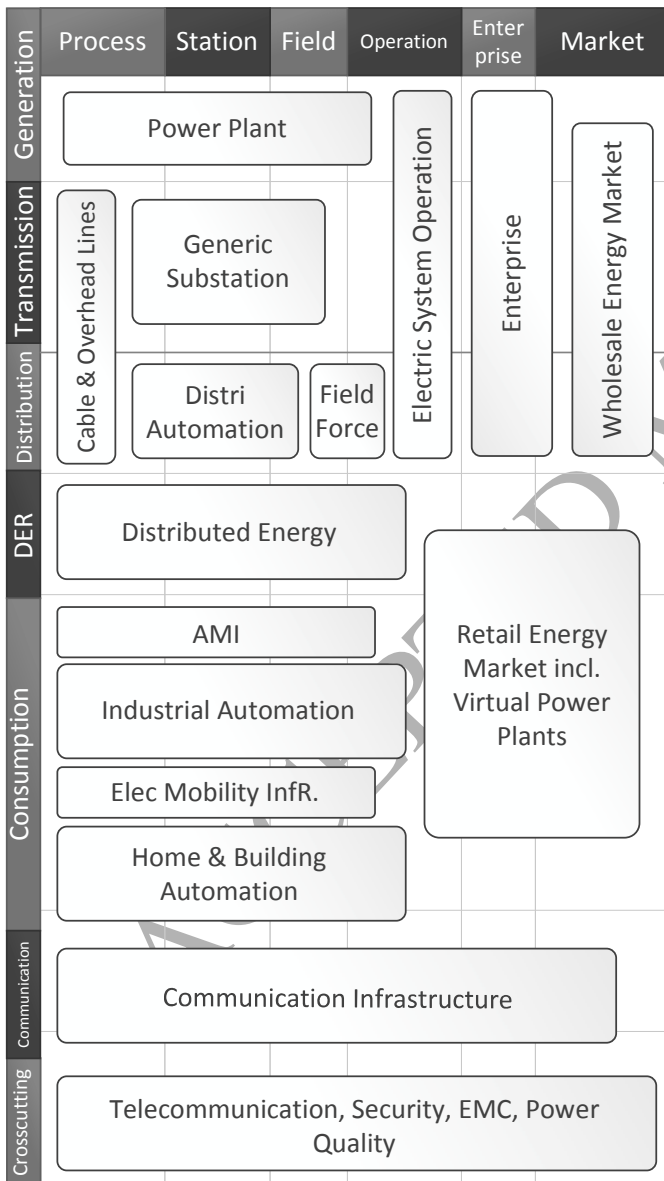 Process
Station
Field
Operation
Enter
prise
Market
Generation
Power Plant
Transmission
Cable & Overhead Lines
Generic
Substation
Electric System Operation
Enterprise
Wholesale Energy Market
Distribution
Distri
Automation
Field
Force
DER
Distributed Energy
Retail Energy
Market incl.
Virtual Power
Plants
Consumption
AMI
Industrial Automation
Elec Mobility InfR.
Home & Building
Automation
Communication
Communication Infrastructure
Crosscutting
Telecommunication, Security, EMC, Power
Quality